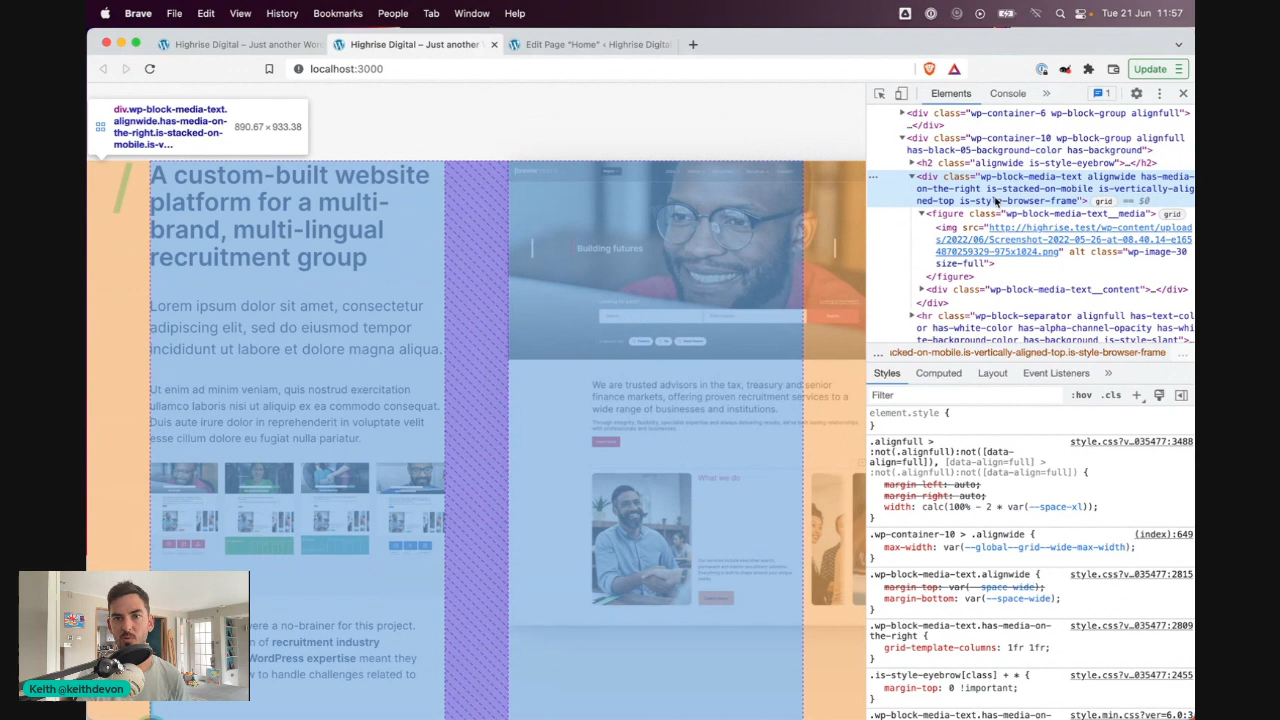 Brave File Edit View History Bookmarks People Tab Window Help Tue 21 Jun 11:57
Highrise Digital – Just another Wor
Highrise Digital – Just another
Edit Page "Home" ‹ Highrise Digital
localhost:3000
Update
div.wp-block-media-text.
alignwide.has-media-on-
the-right.is-stacked-on-
mobile.is-v...
890.67 × 933.38
A custom-built website
platform for a multi-
brand, multi-lingual
recruitment group
Lorem ipsum dolor sit amet, consectetur
adipiscing elit, sed do eiusmod tempor
incididunt ut labore et dolore magna aliqua.
Ut enim ad minim veniam, quis nostrud exercitation
ullamco laboris nisi ut aliquip ex ea commodo consequat.
Duis aute irure dolor in reprehenderit in voluptate velit
esse cillum dolore eu fugiat nulla pariatur.
were a no-brainer for this project.
n of recruitment industry
WordPress expertise meant they
w to handle challenges related to
Keith @keithdevon
Building futures
We are trusted advisors in the tax, treasury and senior
finance markets, offering proven recruitment services to a
wide range of businesses and institutions.
What we do
Elements Console 1
<div class="wp-container-6 wp-block-group alignfull>
…</div>
<div class="wp-container-10 wp-block-group alignfull
has-black-05-background-color has-background">
<h2 class="alignwide is-style-eyebrow">…</h2>
<div class="wp-block-media-text alignwide has-media-
on-the-right is-stacked-on-mobile is-vertically-alig
ned-top is-style-browser-frame"> grid == $0
<figure class="wp-block-media-text__media"> grid
<img src="http://highrise.test/wp-content/upload
s/2022/06/Screenshot-2022-05-26-at-08.40.14-e165
4870259329-975x1024.png" alt class="wp-image-30
size-full">
</figure>
<div class="wp-block-media-text__content">…</div>
</div>
<hr class="wp-block-separator alignfull has-text-col
or has-white-color has-alpha-channel-opacity has-whi
te-background-color has-background is-style-slant">
... :cked-on-mobile.is-vertically-aligned-top.is-style-browser-frame ...
Styles Computed Layout Event Listeners
Filter :hov .cls
element.style {
}
.alignfull > style.css?v…035477:3488
:not(.alignfull):not([data-
align=full]), [data-align=full] >
:not(.alignfull):not([data-align=full]) {
margin-left: auto;
margin-right: auto;
width: calc(100% - 2 * var(--space-xl));
}
.wp-container-10 > .alignwide { (index):649
max-width: var(--global--grid--wide-max-width);
}
.wp-block-media-text.alignwide { style.css?v…035477:2815
margin-top: var(--space-wide);
margin-bottom: var(--space-wide);
}
.wp-block-media-text.has-media-on- style.css?v…035477:2809
the-right {
grid-template-columns: 1fr 1fr;
}
.is-style-eyebrow[class] + * { style.css?v…035477:2455
margin-top: 0 !important;
}
.wp-block-media-text.has-media-on- style.min.css?ver=6.0:3